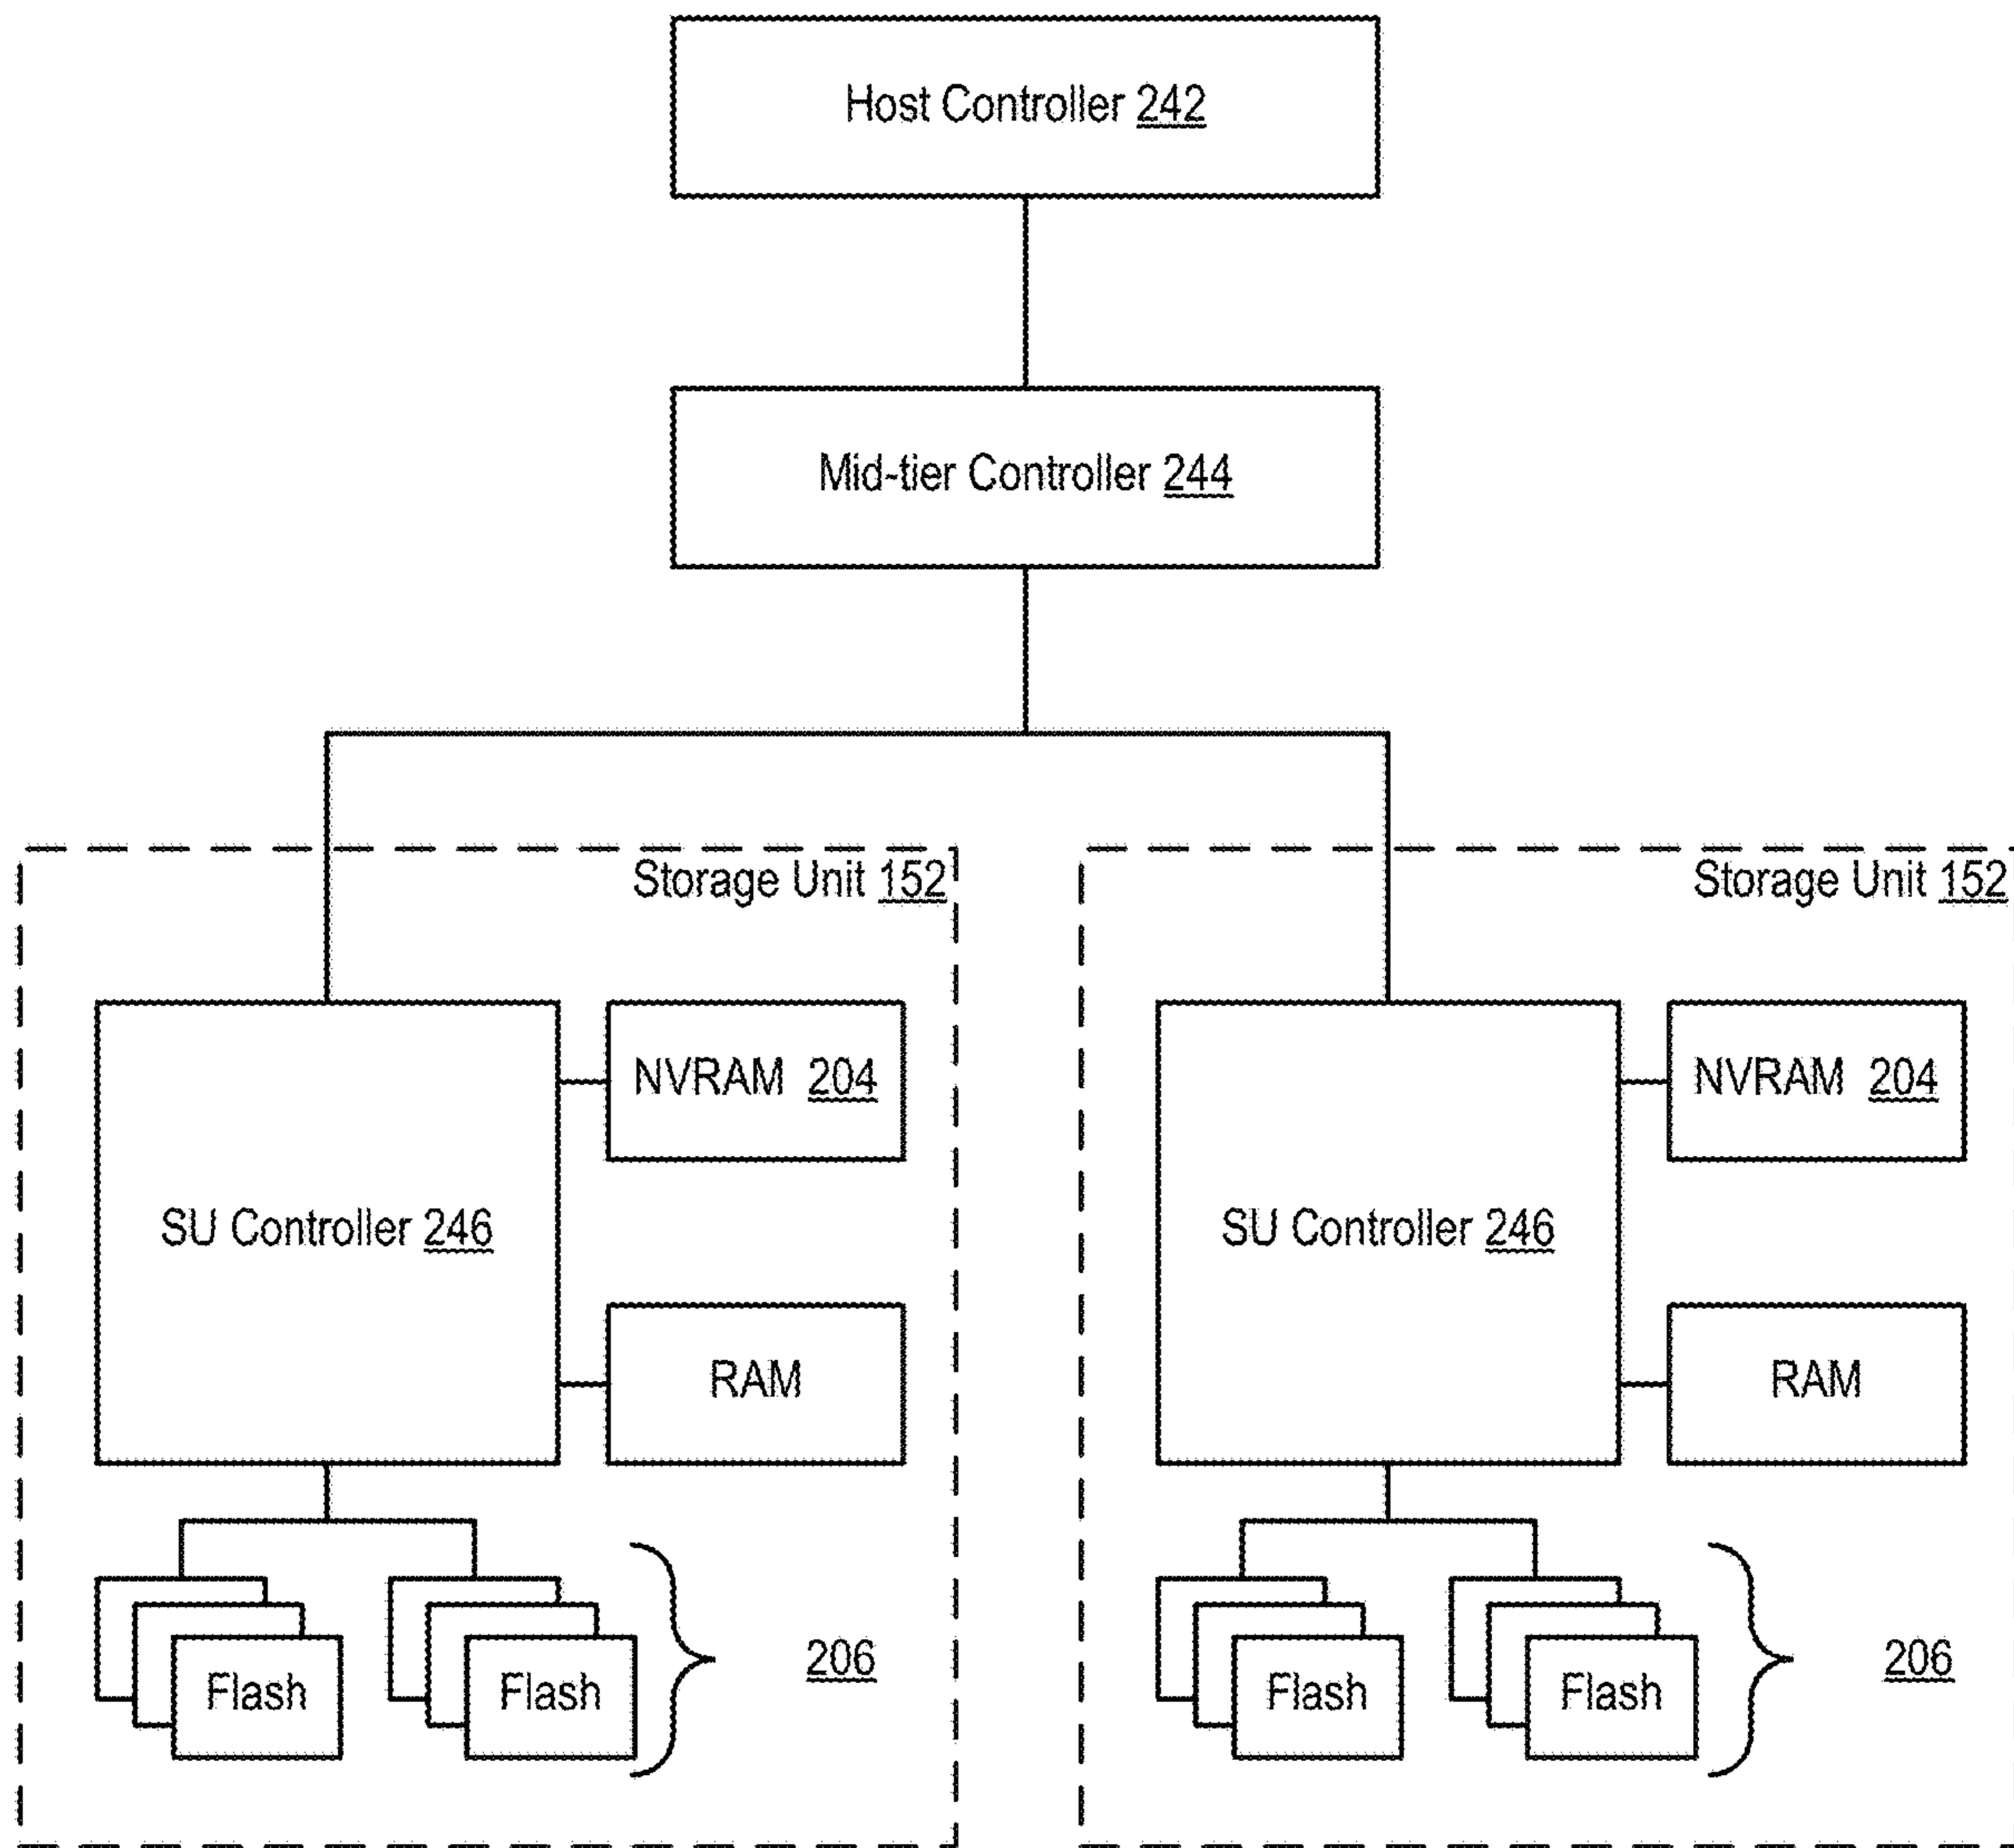 Host Controller 242
Mid-tier Controller 244
Storage Unit 152
NVRAM 204
SU Controller 246
RAM
Flash
Flash
206
Storage Unit 152
NVRAM 204
SU Controller 246
RAM
Flash
Flash
206